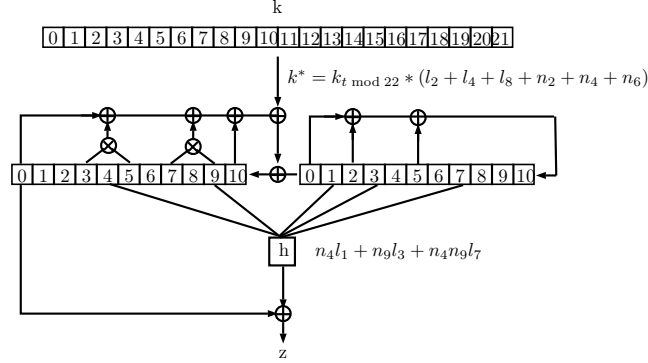 k
0 1 2 3 4 5 6 7 8 9 10 11 12 13 14 15 16 17 18 19 20 21
k* = k_{t mod 22} * (l_2 + l_4 + l_8 + n_2 + n_4 + n_6)
0 1 2 3 4 5 6 7 8 9 10 0 1 2 3 4 5 6 7 8 9 10
h n_4l_1 + n_9l_3 + n_4n_9l_7
z